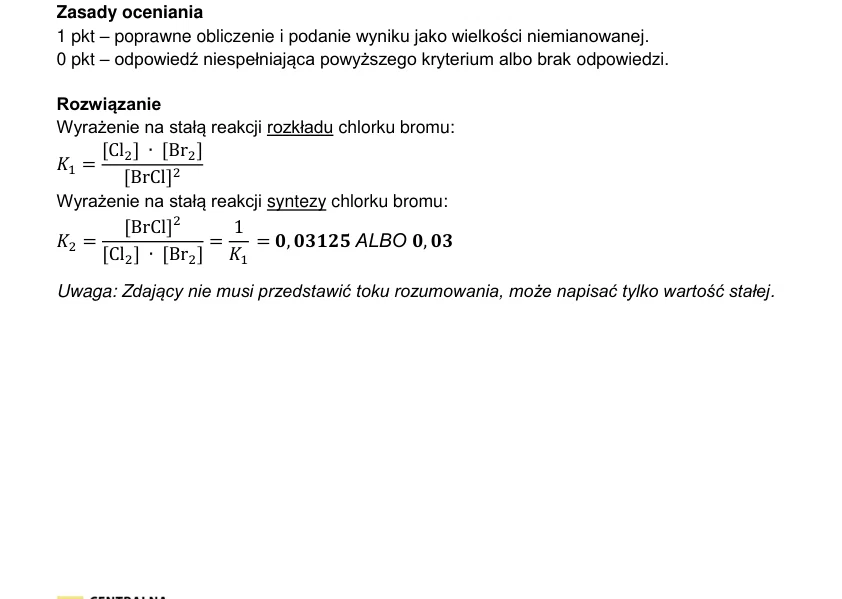 Zasady oceniania
1 pkt – poprawne obliczenie i podanie wyniku jako wielkości niemianowanej.
0 pkt – odpowiedź niespełniająca powyższego kryterium albo brak odpowiedzi.
Rozwiązanie
Wyrażenie na stałą reakcji rozkładu chlorku bromu:
K₁ = [Cl₂] · [Br₂] / [BrCl]²
Wyrażenie na stałą reakcji syntezy chlorku bromu:
K₂ = [BrCl]² / [Cl₂] · [Br₂] = 1 / K₁ = 0,03125 ALBO 0,03
Uwaga: Zdający nie musi przedstawić toku rozumowania, może napisać tylko wartość stałej.
CENTRALNA